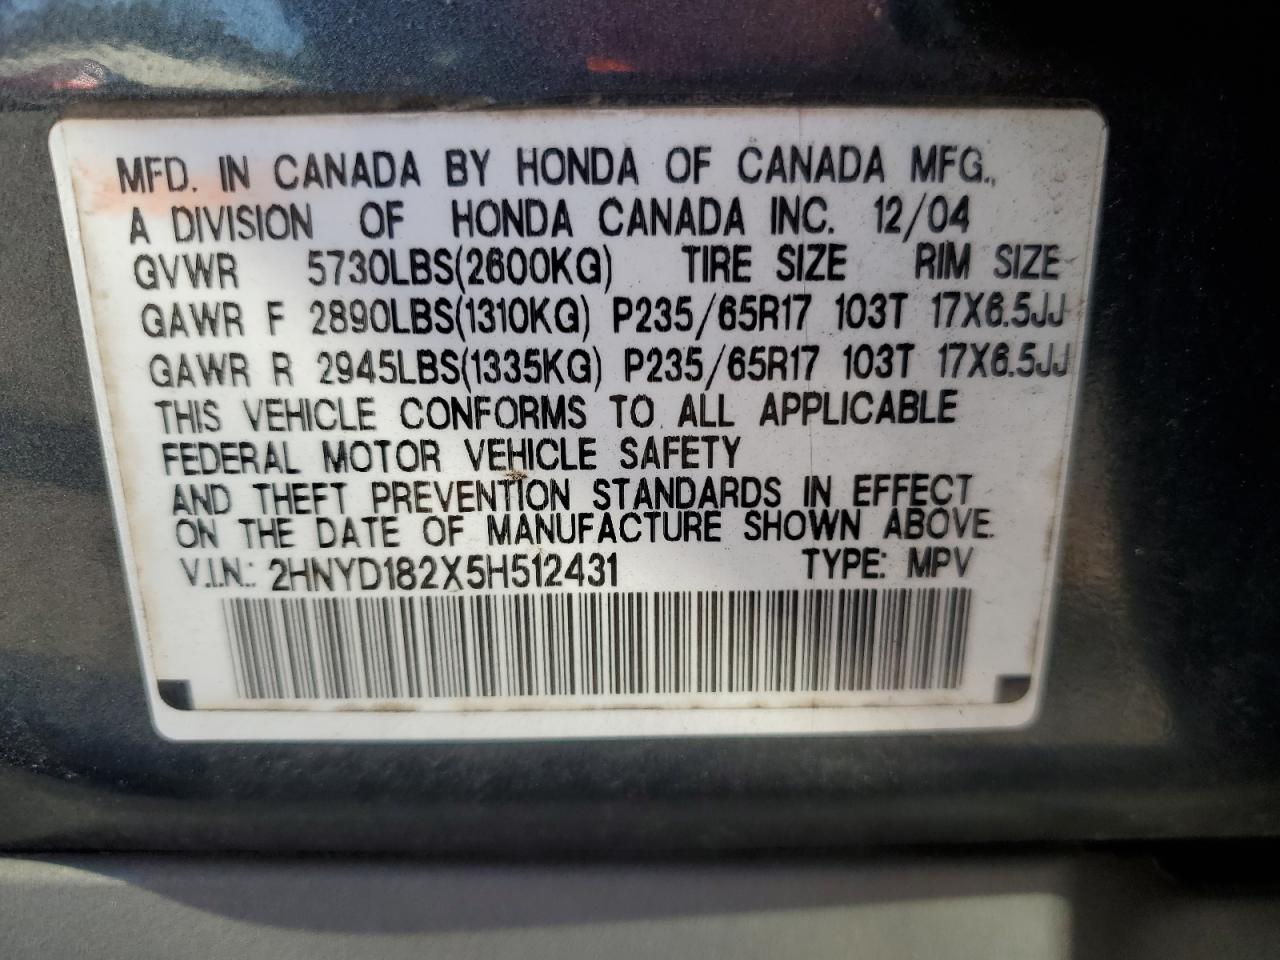 MFD. IN CANADA BY HONDA OF CANADA MFG.,
A DIVISION OF HONDA CANADA INC. 12/04
GVWR 5730LBS(2600KG) TIRE SIZE RIM SIZE
GAWR F 2890LBS(1310KG) P235/65R17 103T 17X6.5JJ
GAWR R 2945LBS(1335KG) P235/65R17 103T 17X6.5JJ
THIS VEHICLE CONFORMS TO ALL APPLICABLE
FEDERAL MOTOR VEHICLE SAFETY
AND THEFT PREVENTION STANDARDS IN EFFECT
ON THE DATE OF MANUFACTURE SHOWN ABOVE.
V.I.N.: 2HNYD182X5H512431 TYPE: MPV